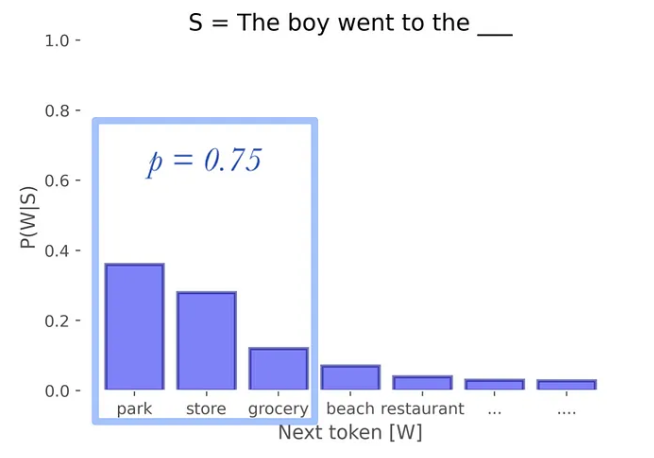 S = The boy went to the ___
1.0
0.8
p = 0.75
0.6
P(W|S)
0.4
0.2
0.0
park store grocery beach restaurant ... ....
Next token [W]